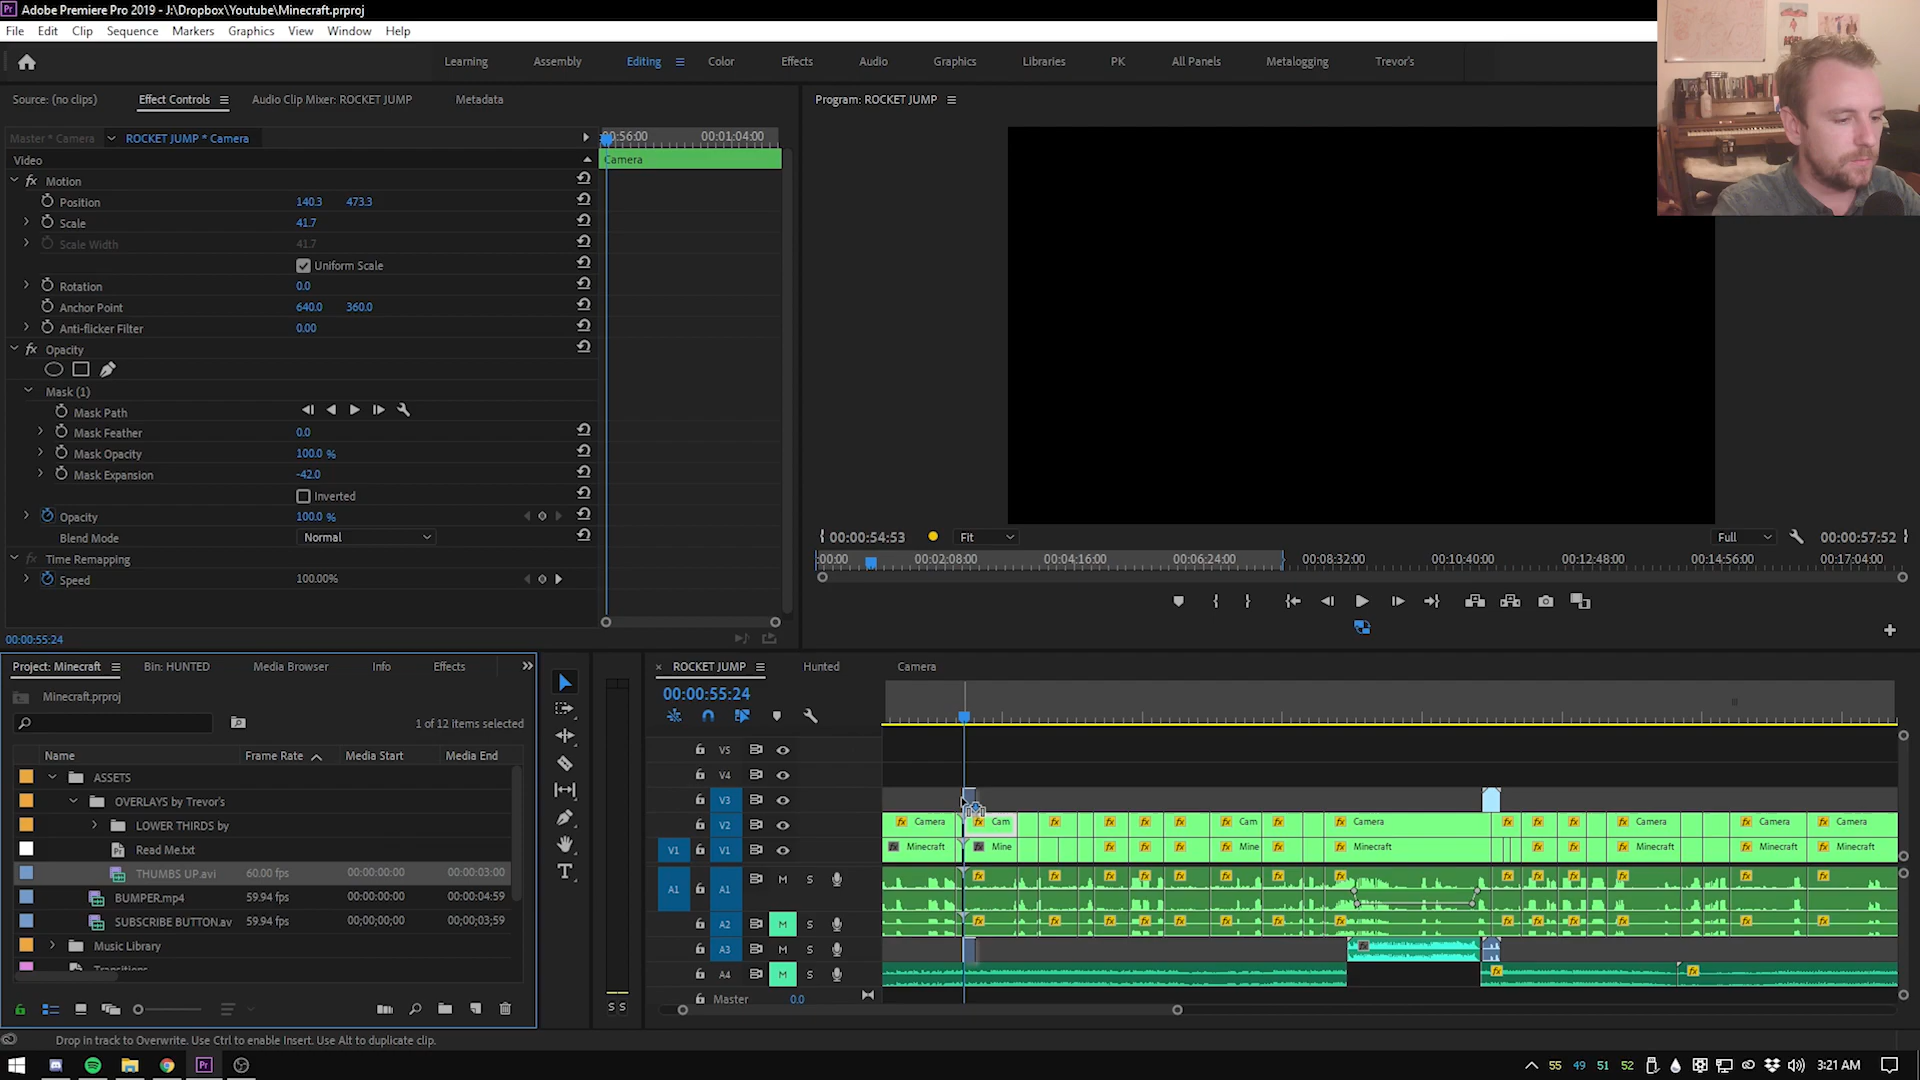 Adobe Premiere Pro 2019 - J:\Dropbox\Youtube\Minecraft.prproj
File Edit Clip Sequence Markers Graphics View Window Help
Learning Assembly Editing Color Effects Audio Graphics Libraries PK All Panels Metalogging Trevor's
Source: (no clips) Effect Controls Audio Clip Mixer: ROCKET JUMP Metadata
Program: ROCKET JUMP
Master * Camera ROCKET JUMP * Camera
00:56:00 00:01:04:00
Video
Camera
Motion
Position 140.3 473.3
Scale 41.7
Scale Width 41.7
Uniform Scale
Rotation 0.0
Anchor Point 640.0 360.0
Anti-flicker Filter 0.00
Opacity
Mask (1)
Mask Path
Mask Feather 0.0
Mask Opacity 100.0 %
Mask Expansion -42.0
Inverted
Opacity 100.0 %
Blend Mode Normal
Time Remapping
Speed 100.00%
00:00:55:24
00:00:54:53 Fit Full 00:00:57:52
:00:00 00:02:08:00 00:04:16:00 00:06:24:00 00:08:32:00 00:10:40:00 00:12:48:00 00:14:56:00 00:17:04:00
Project: Minecraft Bin: HUNTED Media Browser Info Effects
Minecraft.prproj
1 of 12 items selected
Name Frame Rate Media Start Media End
ASSETS
OVERLAYS by Trevor's
LOWER THIRDS by
Read Me.txt
THUMBS UP.avi 60.00 fps 00:00:00:00 00:00:03:00
BUMPER.mp4 59.94 fps 00:00:00:00 00:00:04:59
SUBSCRIBE BUTTON.av 59.94 fps 00;00;00;00 00;00;03;59
Music Library
Transitions
ROCKET JUMP Hunted Camera
00:00:55:24
V5
V4
V3
V2 Camera Cam Cam Camera Camera Camera Camera
V1 V1 Minecraft Mine Mine Minecraft Minecraft Minecraft Minecraft
A1 A1 M S
A2 M S
A3 M S
A4 M S
Master 0.0
S S
Drop in track to Overwrite. Use Ctrl to enable Insert. Use Alt to duplicate clip.
55 49 51 52 3:21 AM